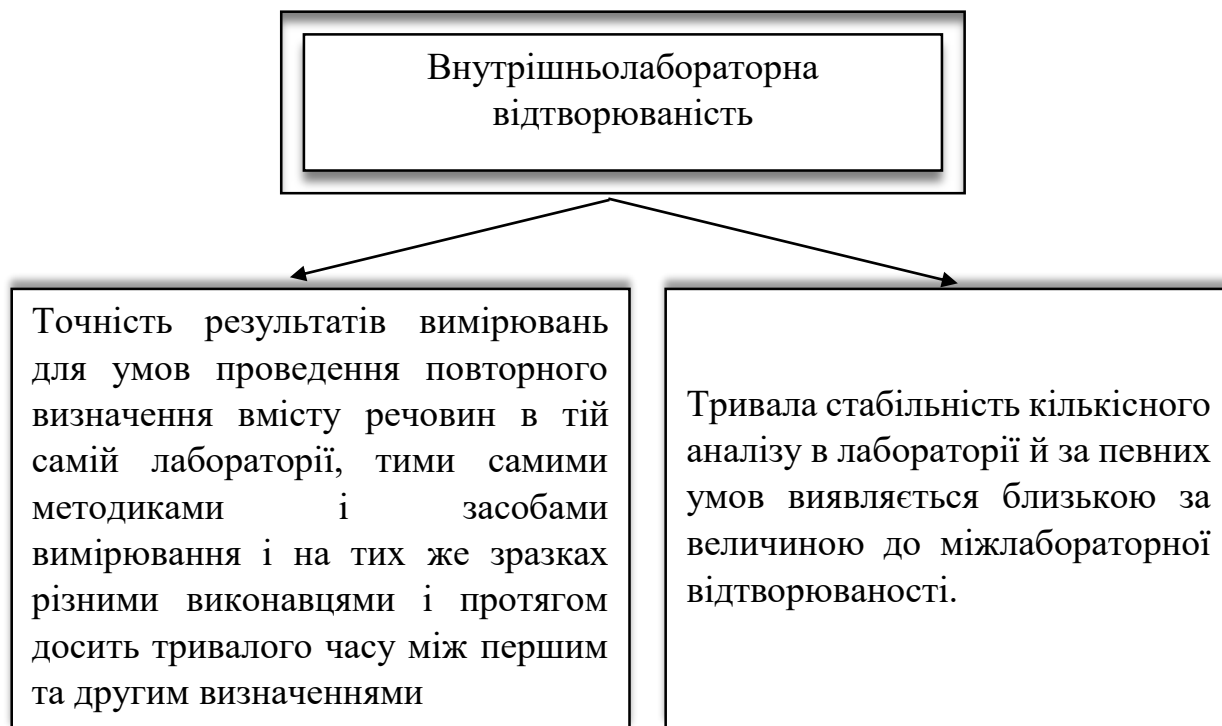 Внутрішньолабораторна
відтворюваність
Точність результатів вимірювань
для умов проведення повторного
визначення вмісту речовин в тій
самій лабораторії, тими самими
методиками і засобами
вимірювання і на тих же зразках
різними виконавцями і протягом
досить тривалого часу між першим
та другим визначеннями
Тривала стабільність кількісного
аналізу в лабораторії й за певних
умов виявляється близькою за
величиною до міжлабораторної
відтворюваності.